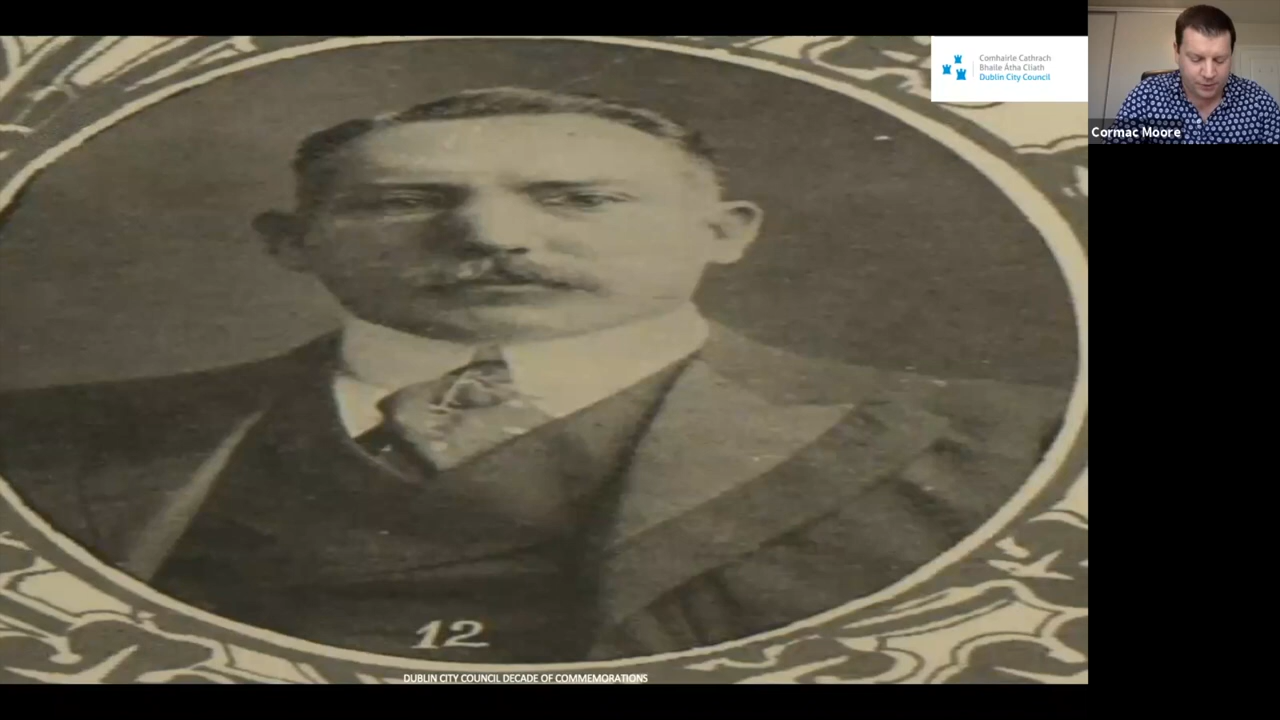 Comhairle Cathrach
Bhaile Átha Cliath
Dublin City Council
Cormac Moore
12
DUBLIN CITY COUNCIL DECADE OF COMMEMORATIONS